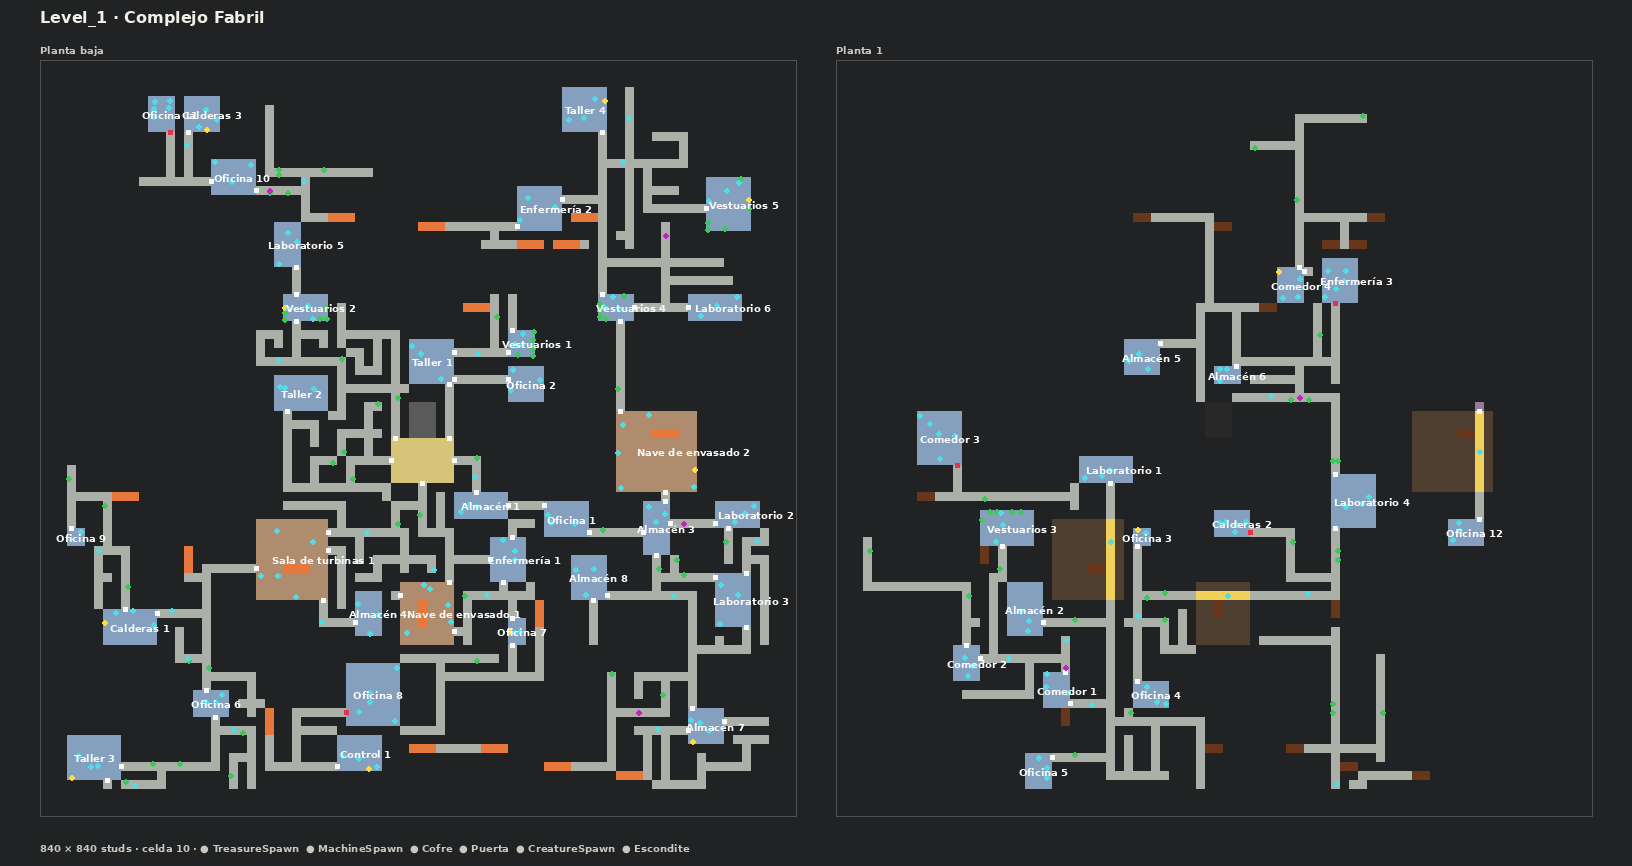 Level_1 · Complejo Fabril
Planta baja
Planta 1
Taller 4
Calderas 3
Oficina 10
Vestuarios 5
Enfermería 2
Laboratorio 5
Vestuarios 2
Vestuarios 4
Laboratorio 6
Vestuarios 1
Taller 1
Oficina 2
Taller 2
Nave de envasado 2
Almacén 1
Oficina 1
Almacén 3
Laboratorio 2
Oficina 9
Sala de turbinas 1
Enfermería 1
Almacén 8
Laboratorio 3
Almacén 4
Nave de envasado 1
Calderas 1
Oficina 7
Oficina 8
Oficina 6
Almacén 7
Taller 3
Control 1
Comedor 4
Enfermería 3
Almacén 5
Almacén 6
Comedor 3
Laboratorio 1
Laboratorio 4
Vestuarios 3
Calderas 2
Oficina 3
Oficina 12
Almacén 2
Comedor 2
Comedor 1
Oficina 4
Oficina 5
840 × 840 studs · celda 10 · ● TreasureSpawn ● MachineSpawn ● Cofre ● Puerta ● CreatureSpawn ● Escondite